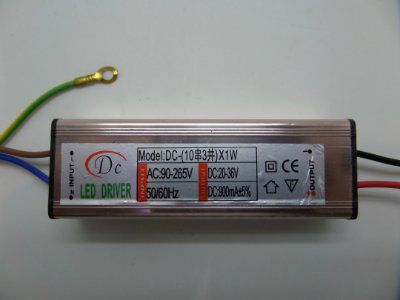 INPUT
Dc
LED DRIVER
Model:DC-(10串3并)X1W
AC:90-265V
50/60Hz
DC:20-36V
DC:900mA±5%
CE
OUTPUT